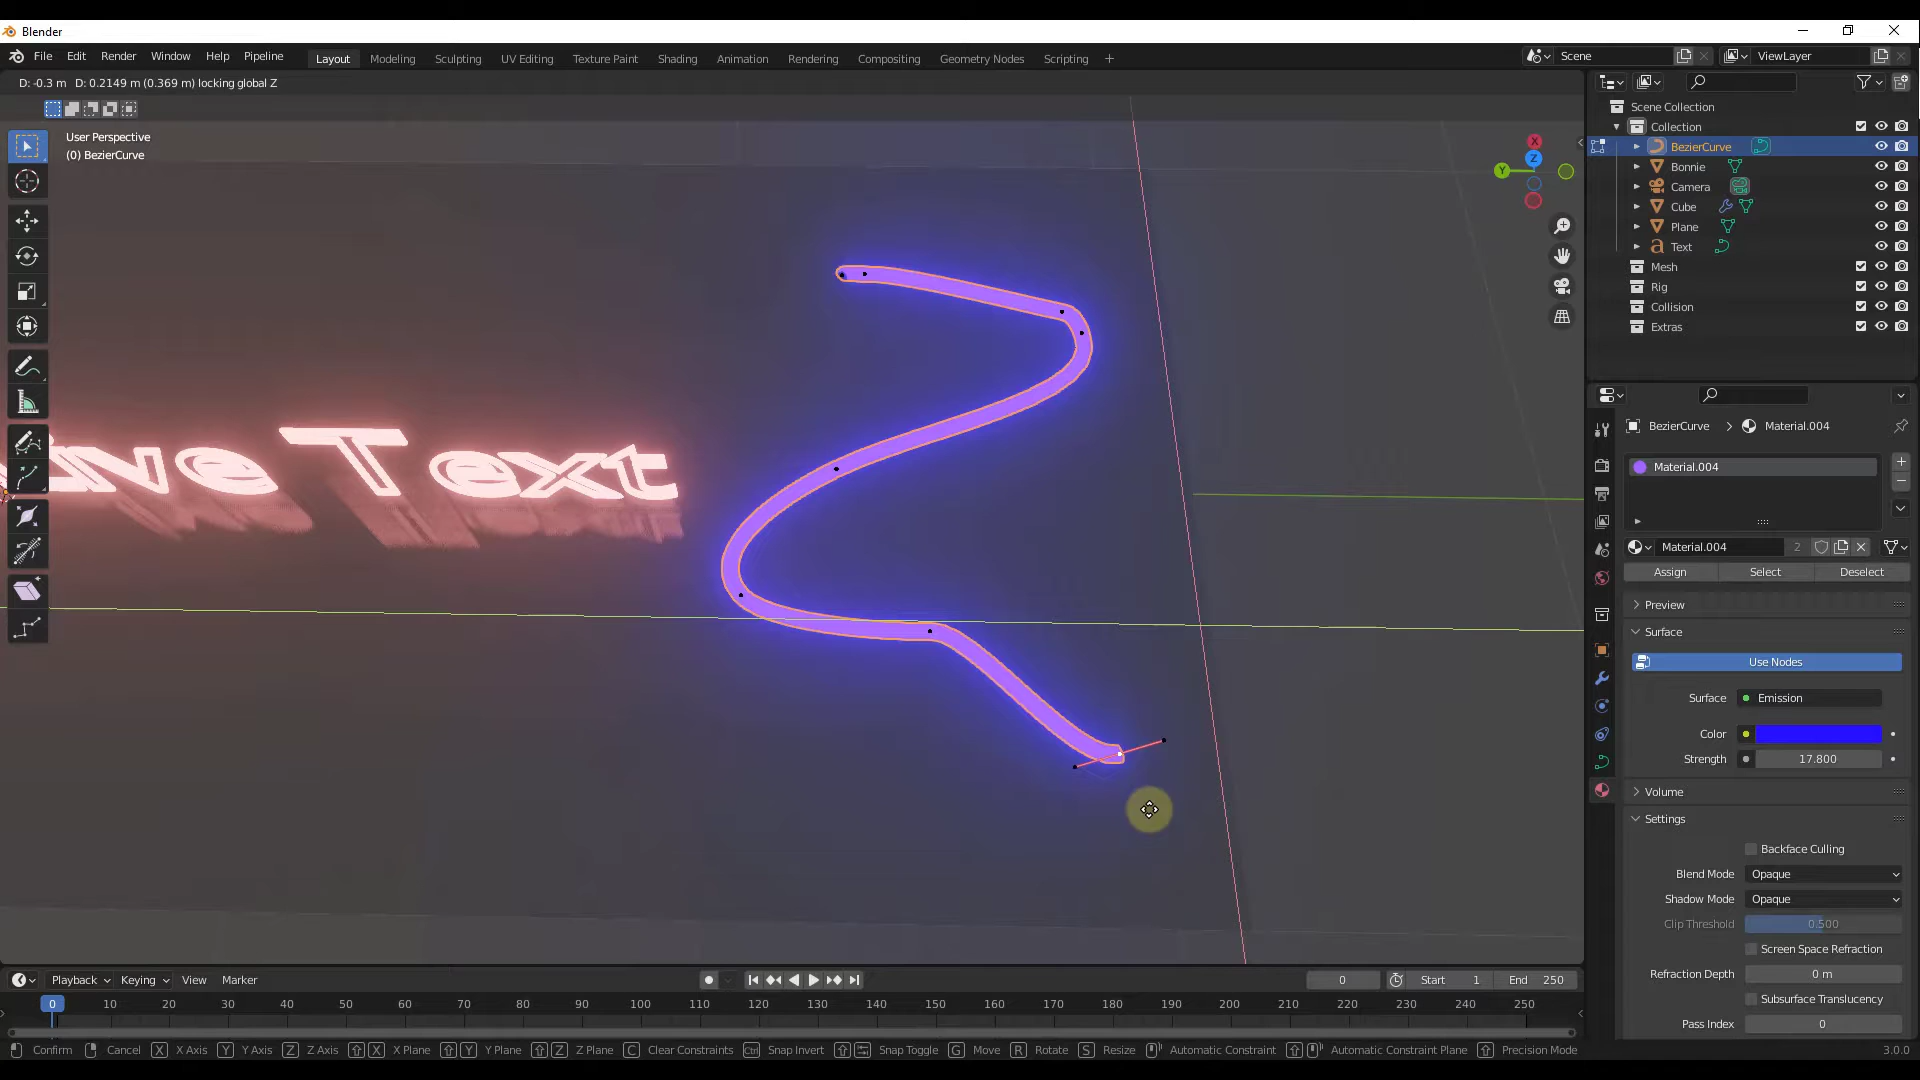 Blender
File Edit Render Window Help Pipeline Layout Modeling Sculpting UV Editing Texture Paint Shading Animation Rendering Compositing Geometry Nodes Scripting + Scene ViewLayer
D: -0.3 m D: 0.2149 m (0.369 m) locking global Z
User Perspective
(0) BezierCurve
X
Z
Y
Scene Collection
Collection
BezierCurve
Bonnie
Camera
Cube
Plane
Text
Mesh
Rig
Collision
Extras
Text
BezierCurve > Material.004
Material.004
Material.004 2
Assign Select Deselect
Preview
Surface
Use Nodes
Surface Emission
Color
Strength 17.800
Volume
Settings
Backface Culling
Blend Mode Opaque
Shadow Mode Opaque
Clip Threshold 0.500
Screen Space Refraction
Refraction Depth 0 m
Subsurface Translucency
Pass Index 0
Playback Keying View Marker 0 Start 1 End 250
0 10 20 30 40 50 60 70 80 90 100 110 120 130 140 150 160 170 180 190 200 210 220 230 240 250
Confirm Cancel X X Axis Y Y Axis Z Z Axis X X Plane Y Y Plane Z Z Plane C Clear Constraints Ctrl Snap Invert Snap Toggle G Move R Rotate S Resize Automatic Constraint Automatic Constraint Plane Precision Mode 3.0.0